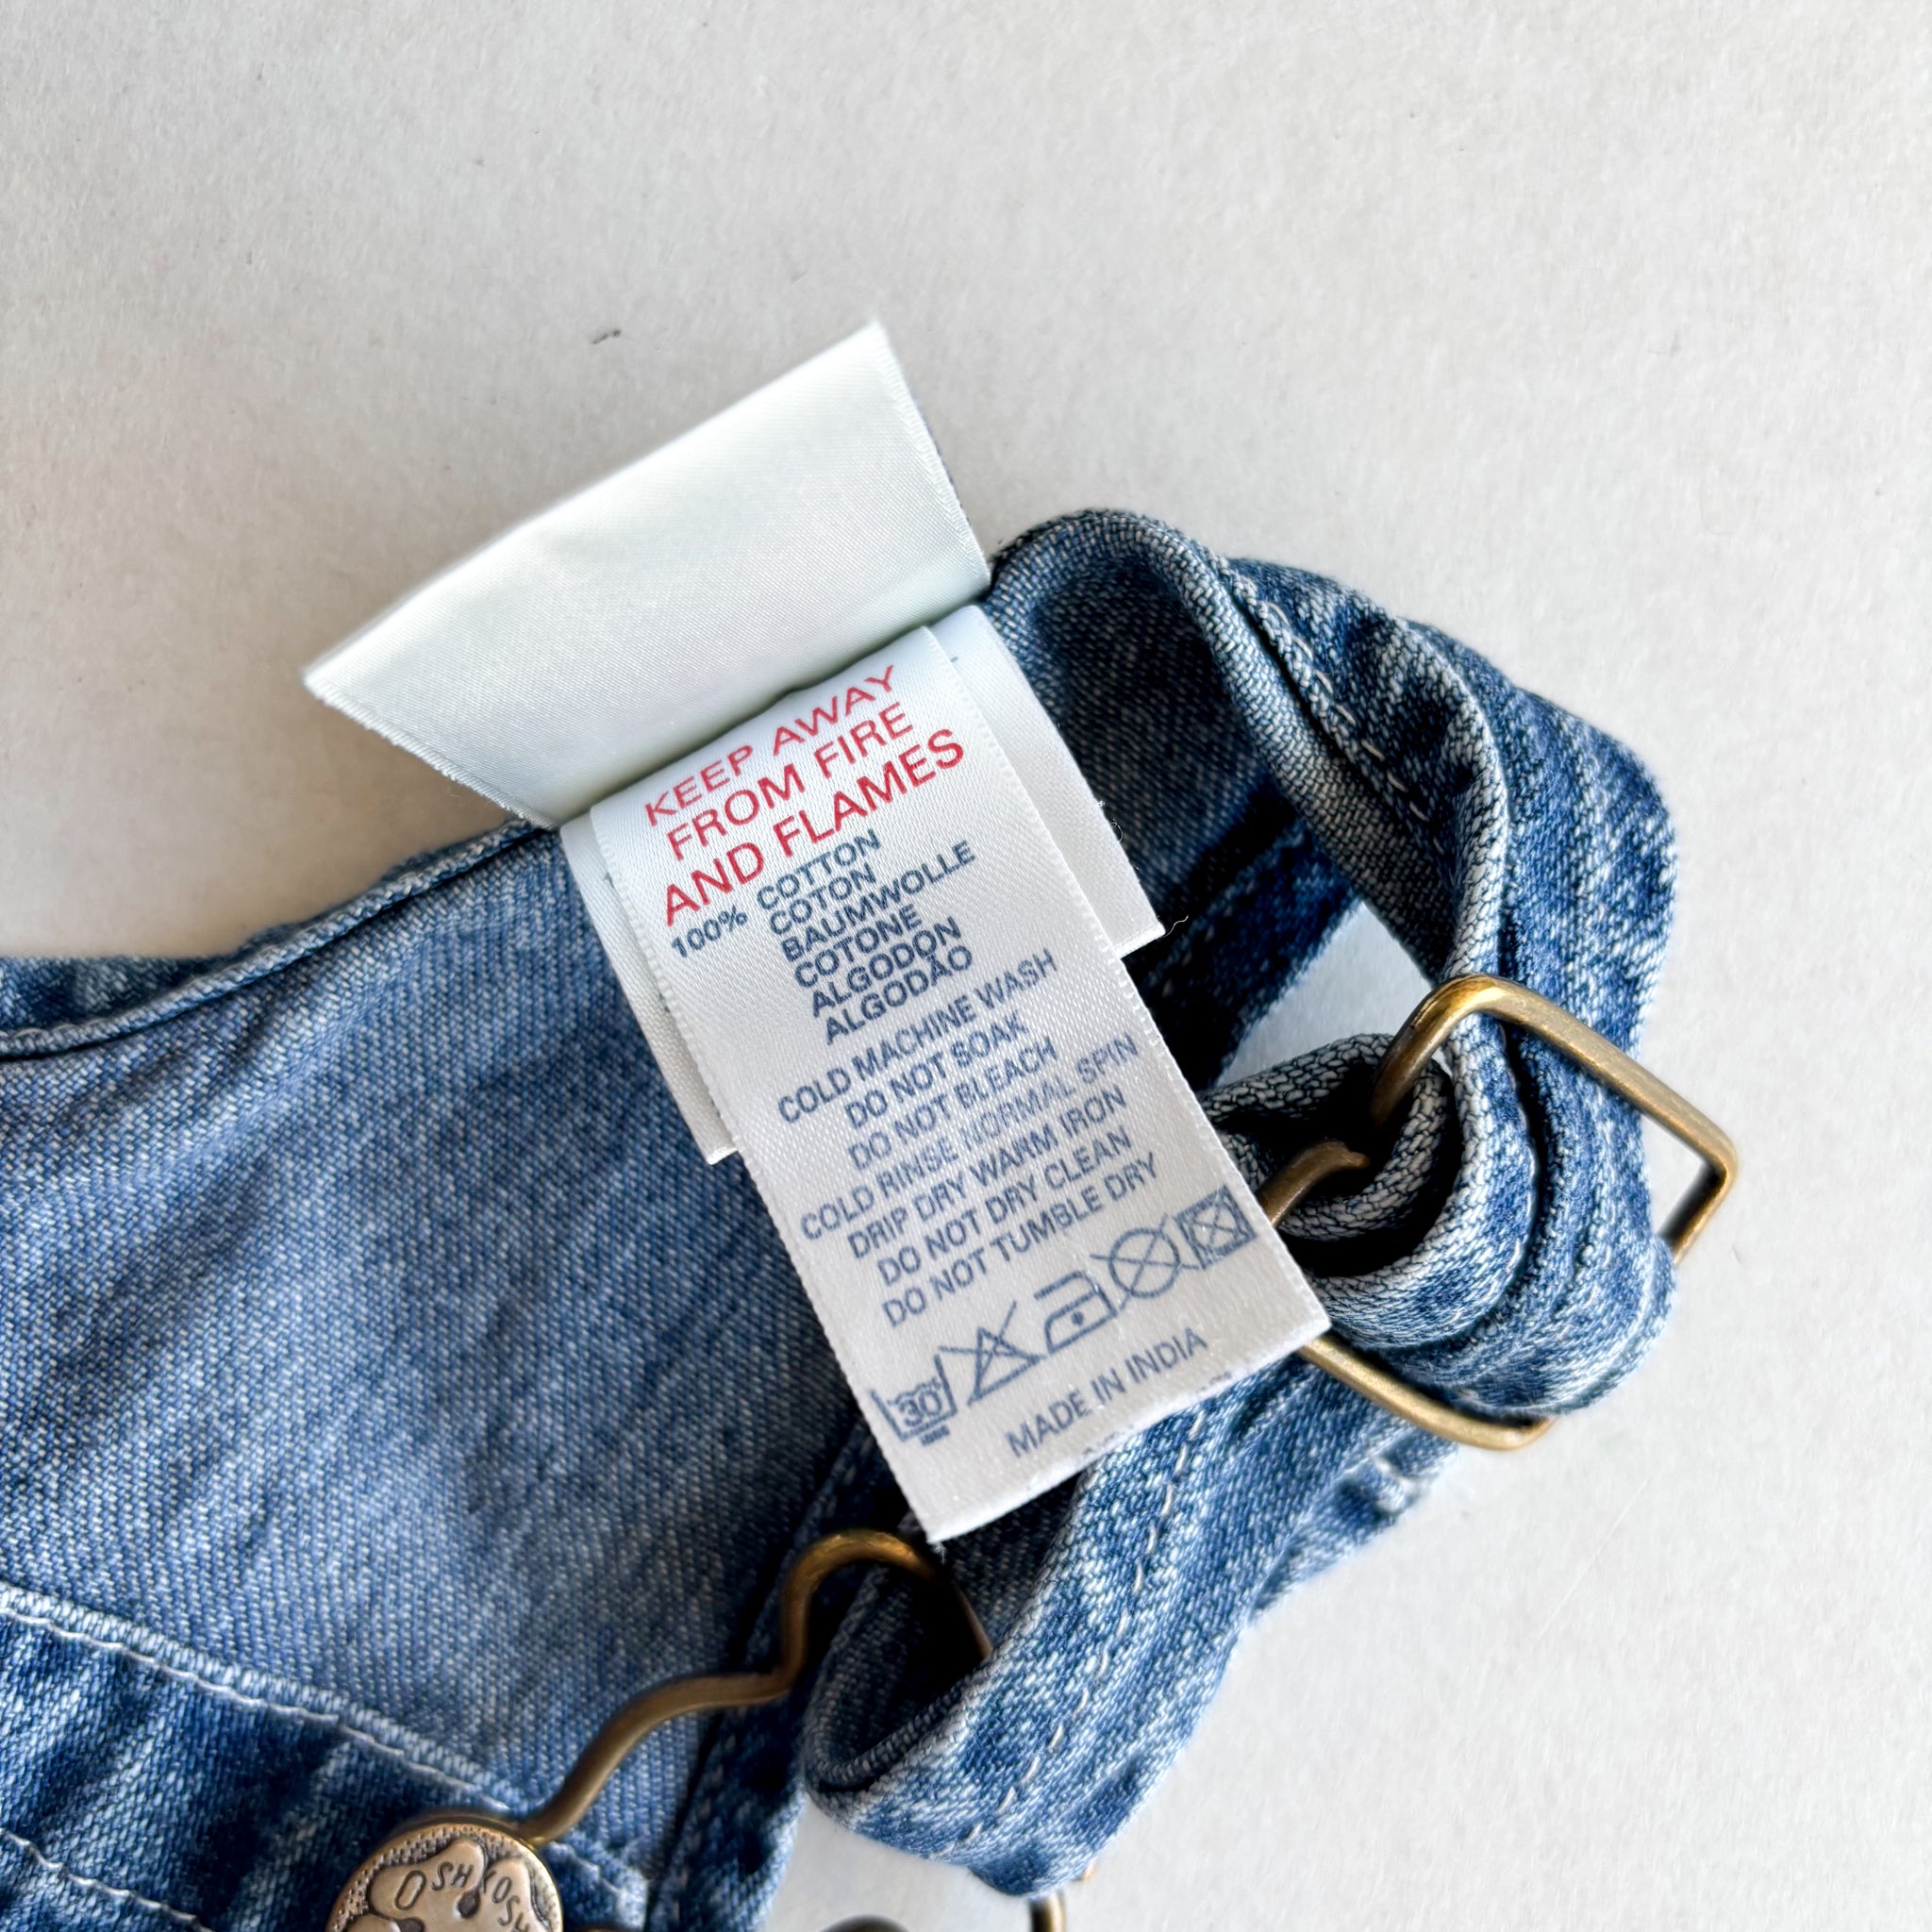 KEEP AWAY
FROM FIRE
AND FLAMES
100% COTTON
COTON
BAUMWOLLE
COTONE
ALGODON
ALGODÃO
COLD MACHINE WASH
DO NOT SOAK
DO NOT BLEACH
COLD RINSE NORMAL SPIN
DRIP DRY WARM IRON
DO NOT DRY CLEAN
DO NOT TUMBLE DRY
30
MADE IN INDIA
OSHKOSH